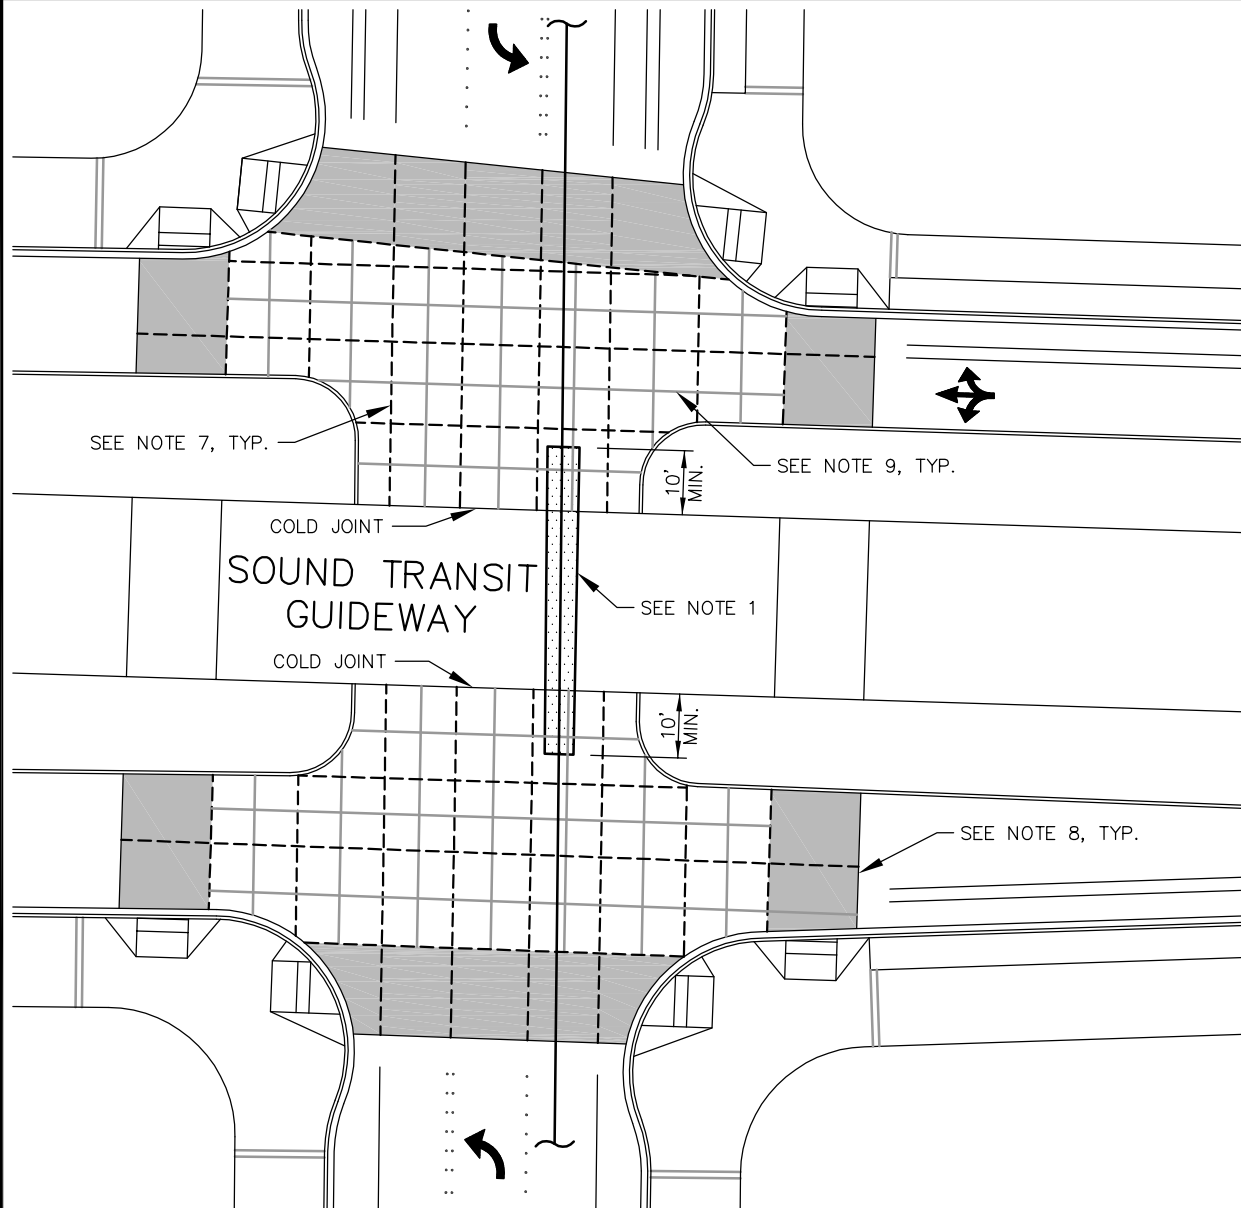 SEE NOTE 7, TYP.
SEE NOTE 9, TYP.
10'
MIN.
COLD JOINT
SOUND TRANSIT
GUIDEWAY
SEE NOTE 1
COLD JOINT
10'
MIN.
SEE NOTE 8, TYP.